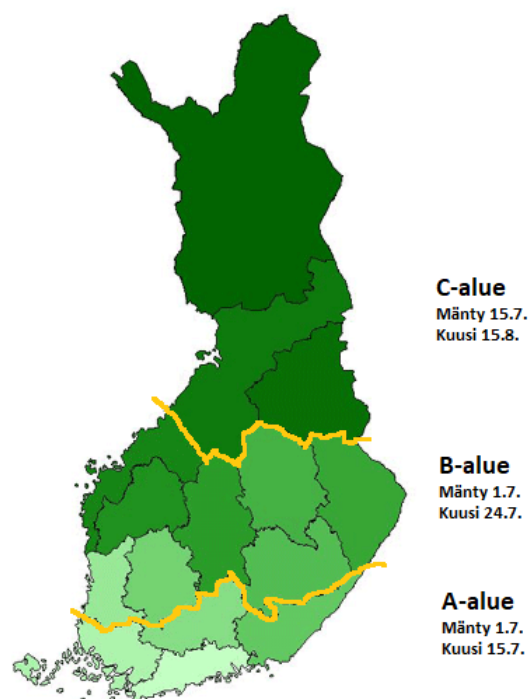 C-alue
Mänty 15.7.
Kuusi 15.8.
B-alue
Mänty 1.7.
Kuusi 24.7.
A-alue
Mänty 1.7.
Kuusi 15.7.